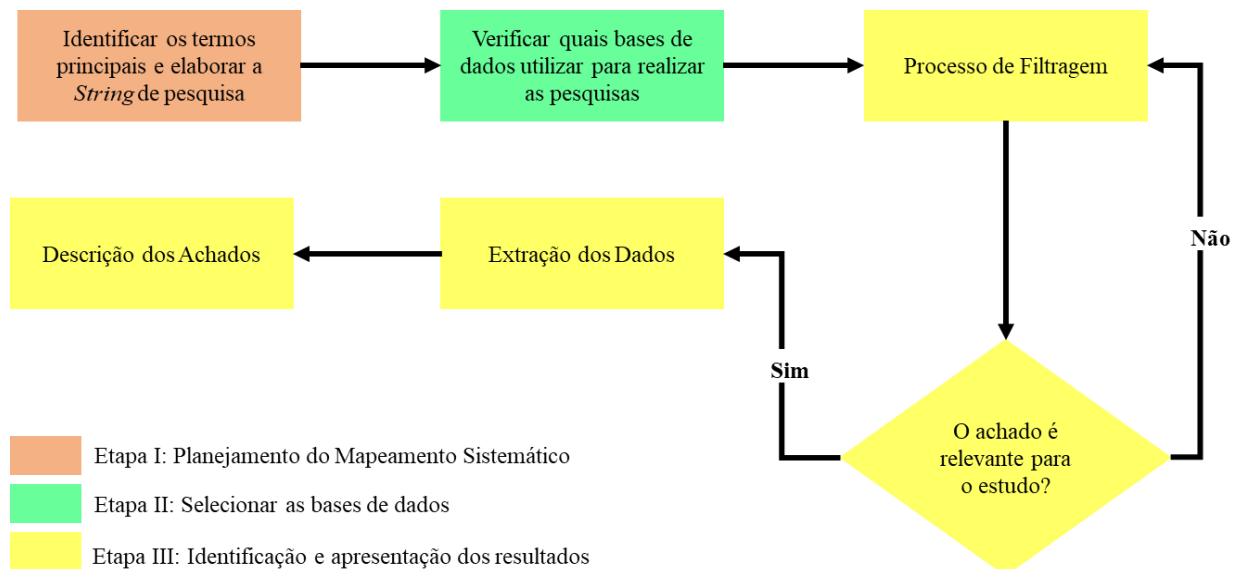 Identificar os termos
principais e elaborar a
String de pesquisa
Verificar quais bases de
dados utilizar para realizar
as pesquisas
Processo de Filtragem
Descrição dos Achados
Extração dos Dados
Não
Sim
O achado é
relevante para
o estudo?
Etapa I: Planejamento do Mapeamento Sistemático
Etapa II: Selecionar as bases de dados
Etapa III: Identificação e apresentação dos resultados